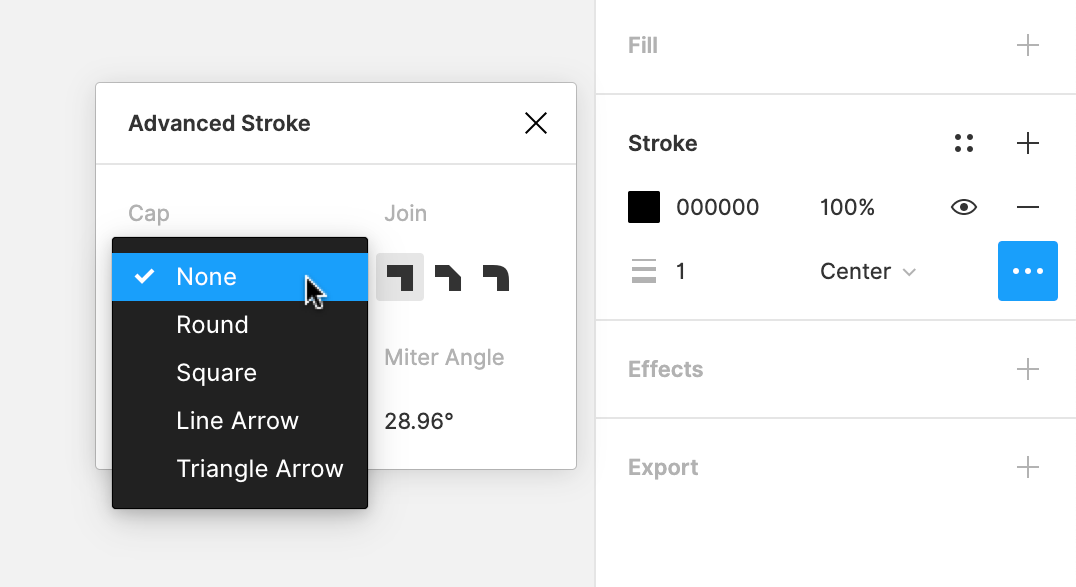 Advanced Stroke
Cap
Join
None
Round
Square
Line Arrow
Triangle Arrow
Miter Angle
28.96°
Fill
Stroke
000000 100%
1 Center
Effects
Export